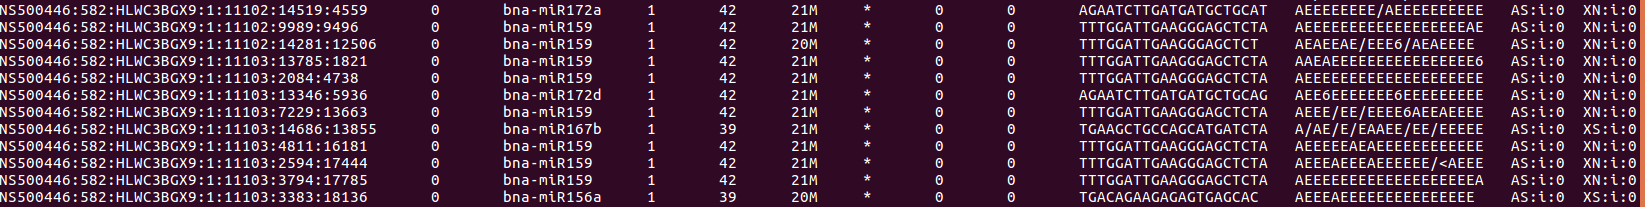 NS500446:582:HLWC3BGX9:1:11102:14519:4559 0 bna-miR172a 1 42 21M * 0 0 AGAATCTTGATGATGCTGCAT AEEEEEEEE/AEEEEEEEEEEE AS:i:0 XN:i:0
NS500446:582:HLWC3BGX9:1:11102:9989:9496 0 bna-miR159 1 42 21M * 0 0 TTTGGATTGAAGGGAGCTCTA AEEEEEEEEEEEEEEEEEEAE AS:i:0 XN:i:0
NS500446:582:HLWC3BGX9:1:11102:14281:12506 0 bna-miR159 1 42 20M * 0 0 TTTGGATTGAAGGGAGCTCT AEAEEAE/EEE6/AEAEEEE AS:i:0 XN:i:0
NS500446:582:HLWC3BGX9:1:11103:13785:1821 0 bna-miR159 1 42 21M * 0 0 TTTGGATTGAAGGGAGCTCTA AAEAEEEEEEEEEEEEEEEE6 AS:i:0 XN:i:0
NS500446:582:HLWC3BGX9:1:11103:2084:4738 0 bna-miR159 1 42 21M * 0 0 TTTGGATTGAAGGGAGCTCTA AEEEEEEEEEEEEEEEEEEEE AS:i:0 XN:i:0
NS500446:582:HLWC3BGX9:1:11103:13346:5936 0 bna-miR172d 1 42 21M * 0 0 AGAATCTTGATGATGCTGCAG AEE6EEEEEEE6EEEEEEEEE AS:i:0 XN:i:0
NS500446:582:HLWC3BGX9:1:11103:7229:13663 0 bna-miR159 1 42 21M * 0 0 TTTGGATTGAAGGGAGCTCTA AEEE/EE/EEEE6AEEAEEEE AS:i:0 XN:i:0
NS500446:582:HLWC3BGX9:1:11103:14686:13855 0 bna-miR167b 1 39 21M * 0 0 TGAAGCTGCCAGCATGATCTA A/AE/E/EAAEE/EE/EEEEE AS:i:0 XS:i:0
NS500446:582:HLWC3BGX9:1:11103:4811:16181 0 bna-miR159 1 42 21M * 0 0 TTTGGATTGAAGGGAGCTCTA AEEEEEAEAEEEEEEEEEEEE AS:i:0 XN:i:0
NS500446:582:HLWC3BGX9:1:11103:2594:17444 0 bna-miR159 1 42 21M * 0 0 TTTGGATTGAAGGGAGCTCTA AEEEAEEEAEEEEEE/<AEEE AS:i:0 XN:i:0
NS500446:582:HLWC3BGX9:1:11103:3794:17785 0 bna-miR159 1 42 21M * 0 0 TTTGGATTGAAGGGAGCTCTA AEEEEEEEEEEEEEEEEEEEA AS:i:0 XN:i:0
NS500446:582:HLWC3BGX9:1:11103:3383:18136 0 bna-miR156a 1 39 20M * 0 0 TGACAGAAGAGAGTGAGCAC AEEEAEEEEEEEEEEEEEEE AS:i:0 XS:i:0